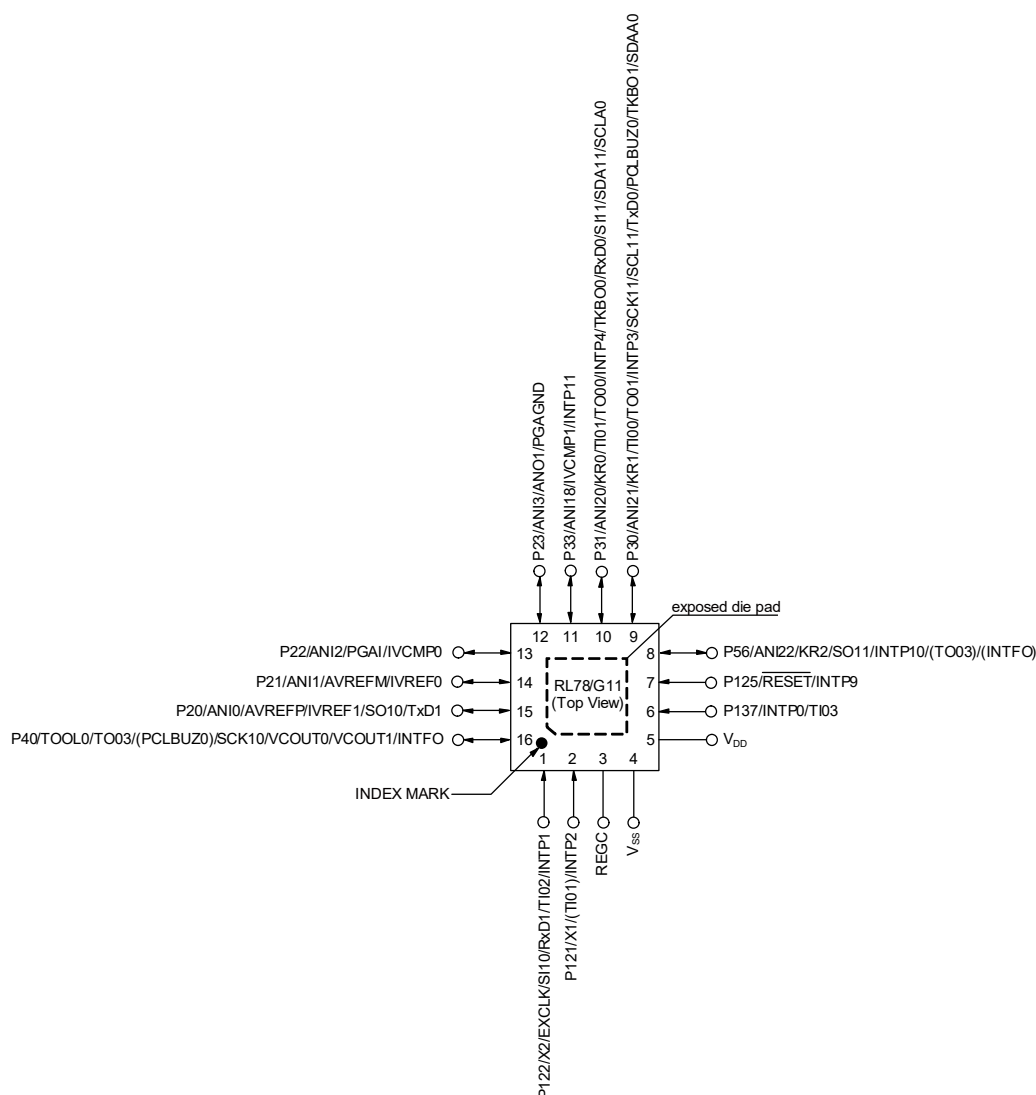 P23/ANI3/ANO1/PGAGND
P33/ANI18/IVCMP1/INTP11
P31/ANI20/KR0/TI01/TO00/INTP4/TKBO0/RxD0/SI11/SDA11/SCLA0
P30/ANI21/KR1/TI00/TO01/INTP3/SCK11/SCL11/TxD0/PCLBUZ0/TKBO1/SDAA0
exposed die pad
12 11 10 9
P22/ANI2/PGAI/IVCMP0 13
8 P56/ANI22/KR2/SO11/INTP10/(TO03)/(INTFO)
P21/ANI1/AVREFM/IVREF0 14
RL78/G11
(Top View)
7 P125/RESET/INTP9
P20/ANI0/AVREFP/IVREF1/SO10/TxD1 15
6 P137/INTP0/TI03
P40/TOOL0/TO03/(PCLBUZ0)/SCK10/VCOUT0/VCOUT1/INTFO 16
5 VDD
1 2 3 4
INDEX MARK
P122/X2/EXCLK/SI10/RxD1/TI02/INTP1
P121/X1/(TI01)/INTP2
REGC
VSS